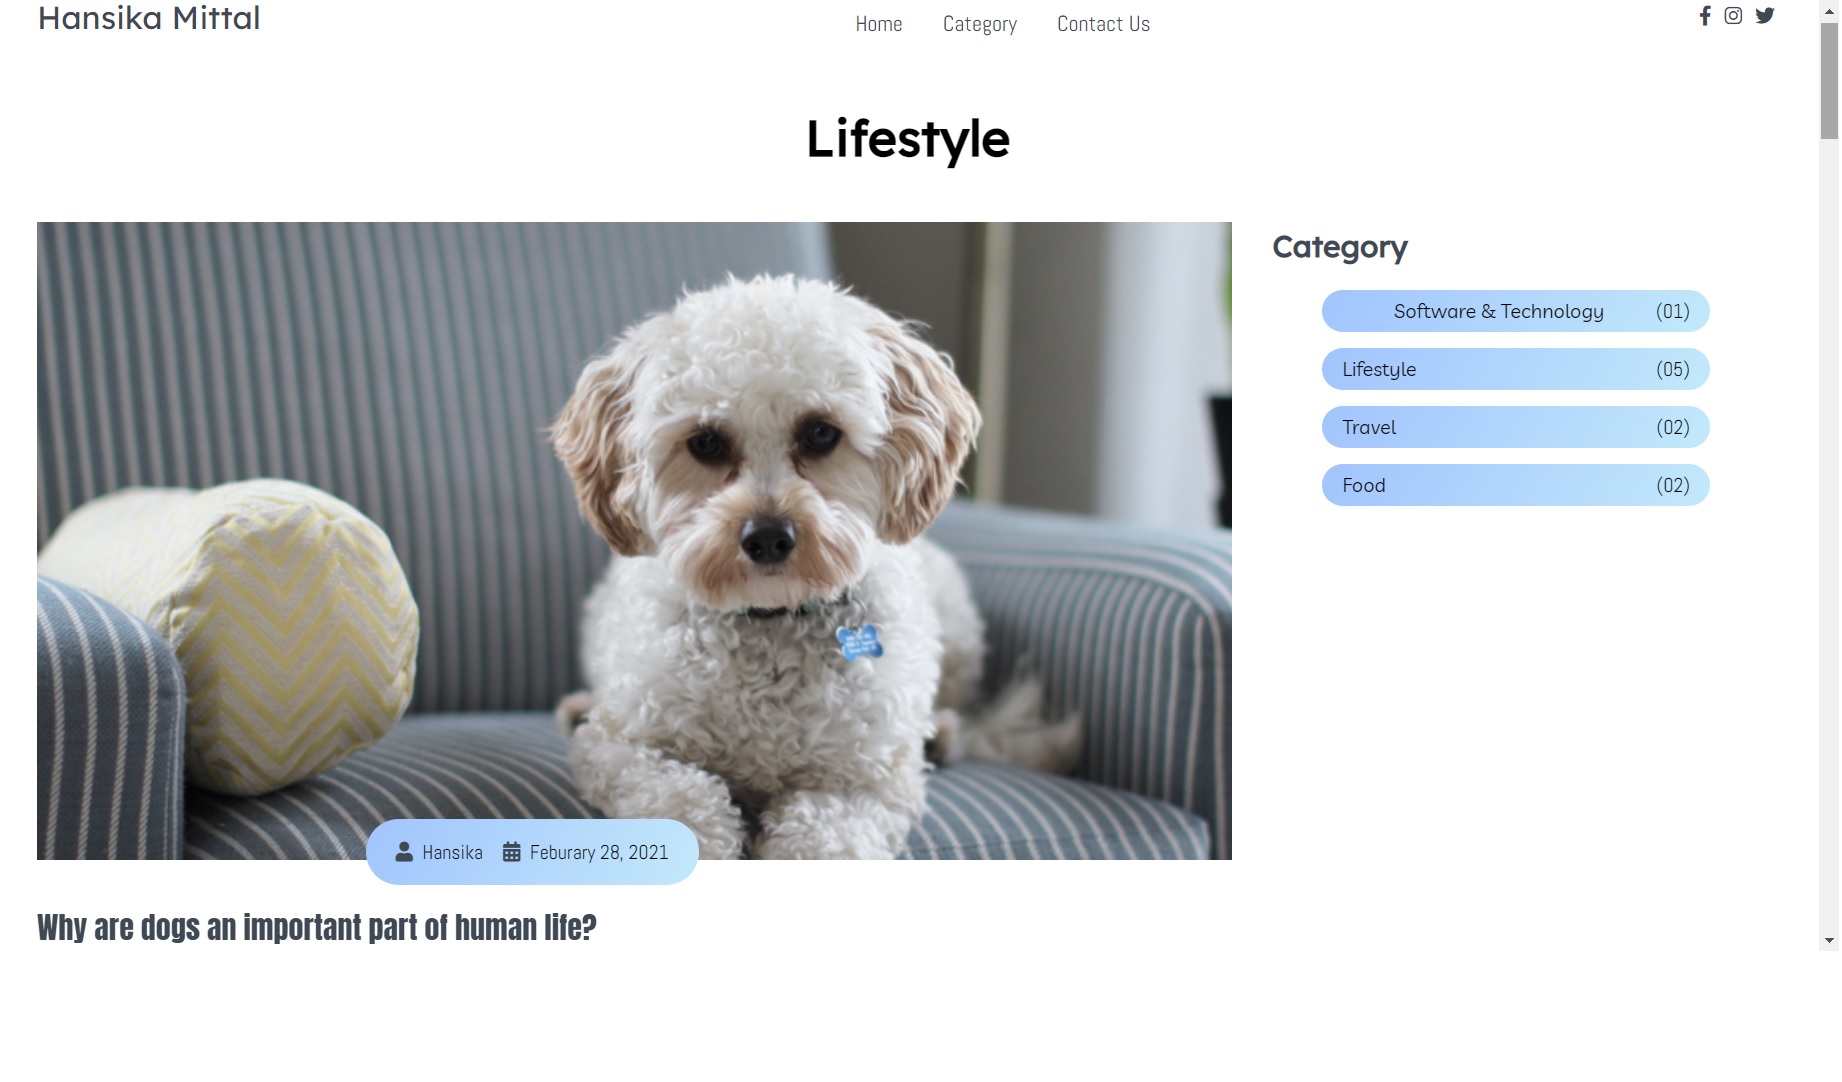 Hansika Mittal
Home Category Contact Us
Lifestyle
Category
Software & Technology (01)
Lifestyle (05)
Travel (02)
Food (02)
Hansika Feburary 28, 2021
Why are dogs an important part of human life?